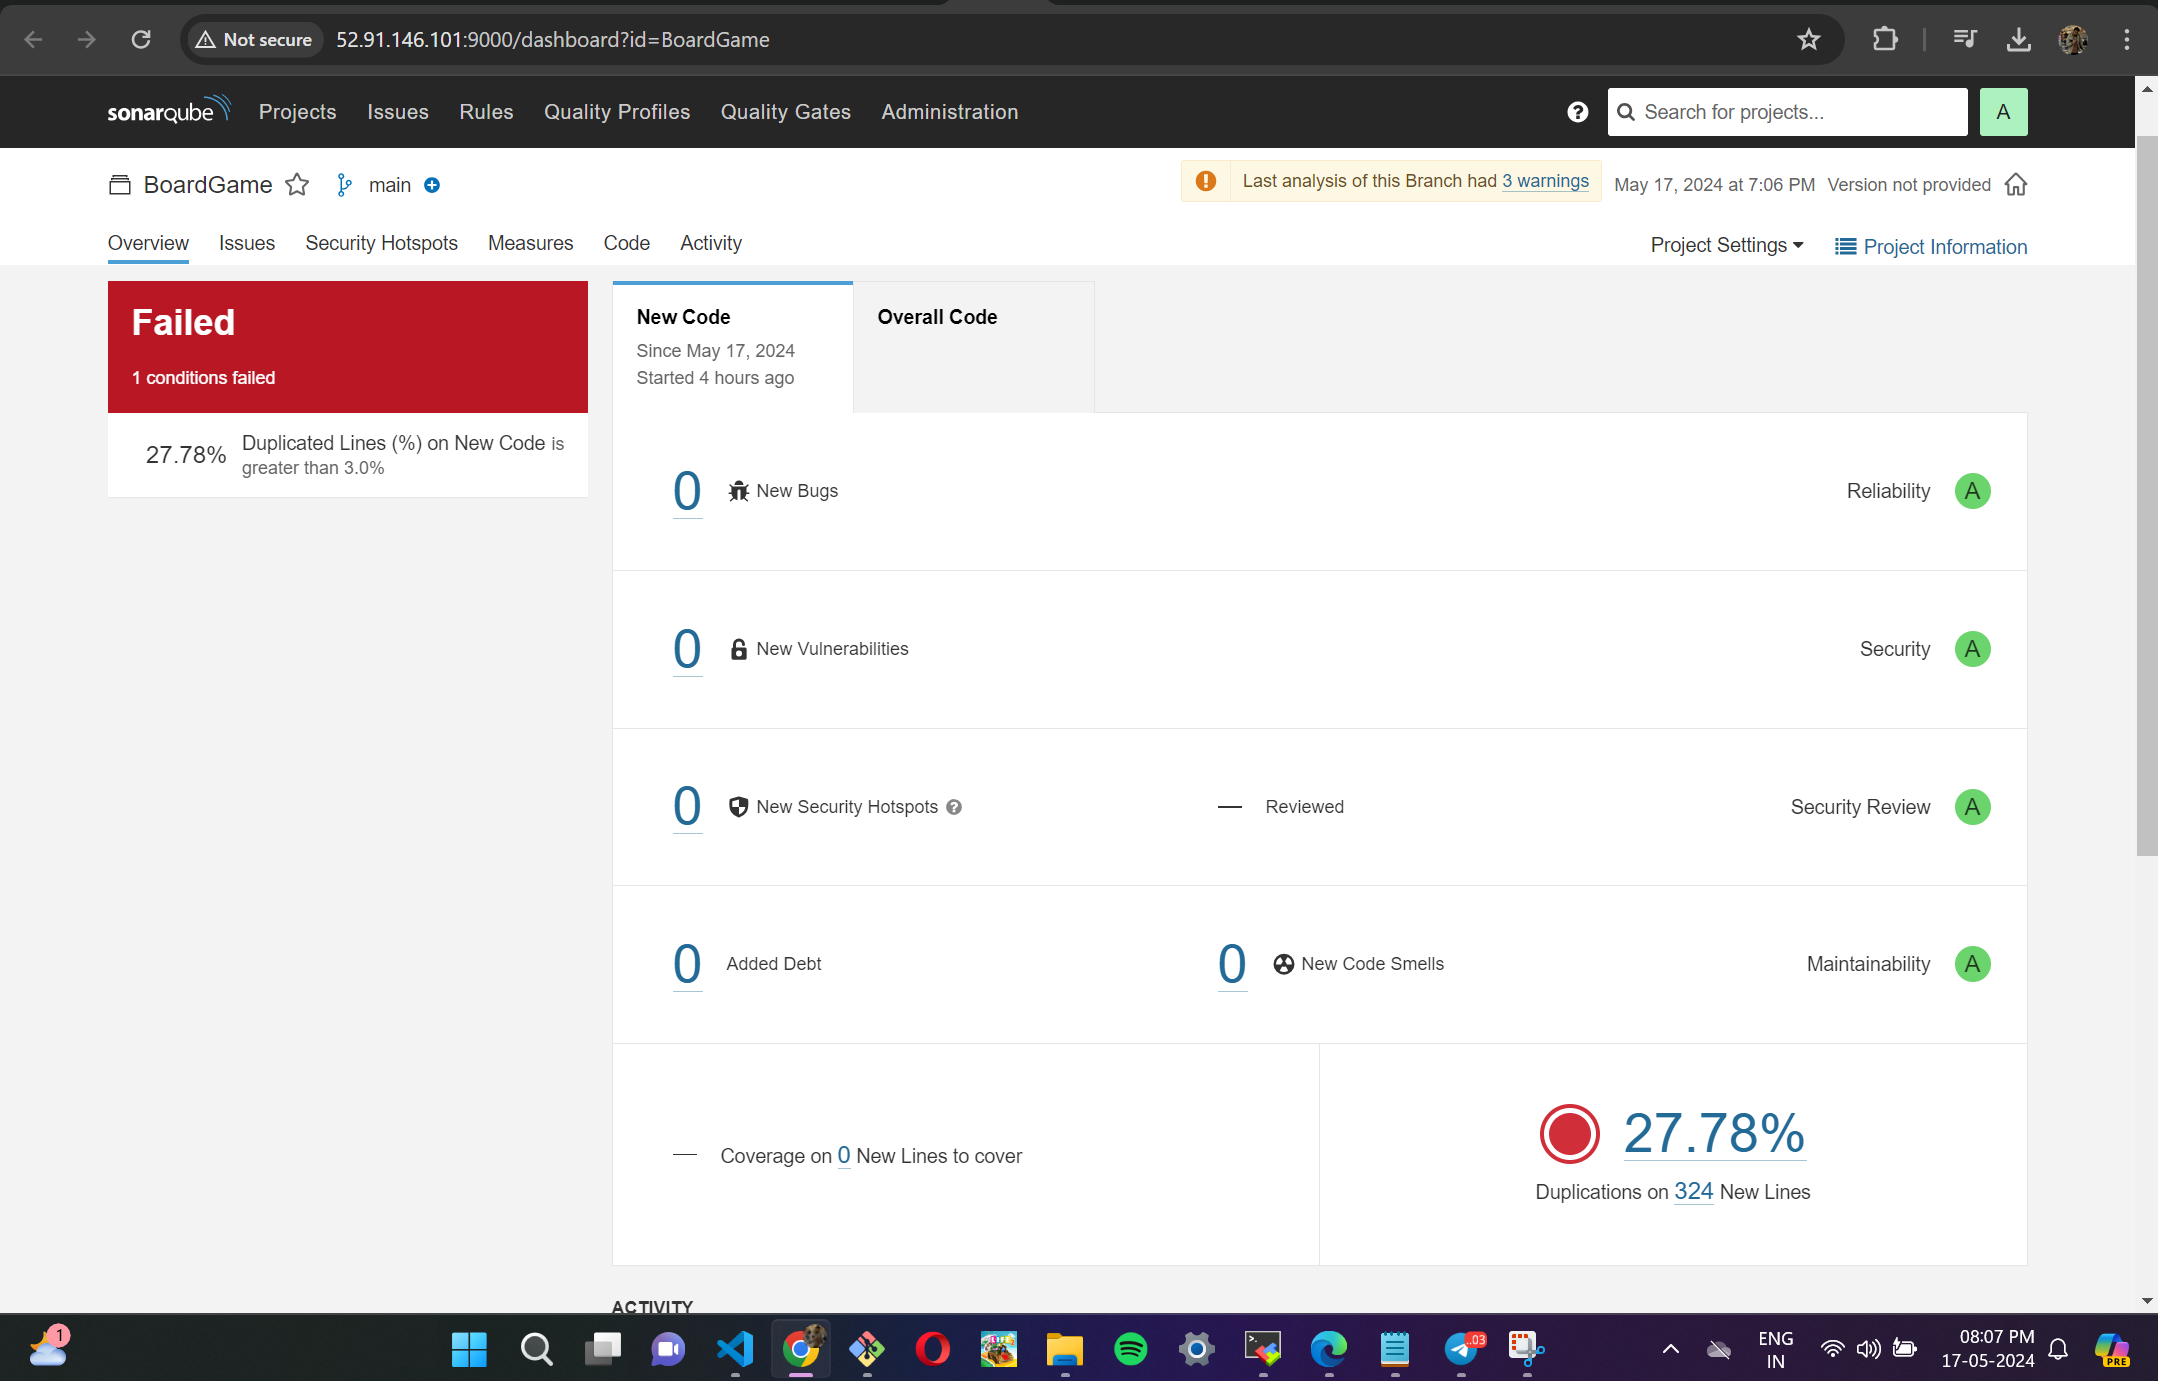 Not secure 52.91.146.101:9000/dashboard?id=BoardGame
sonarqube Projects Issues Rules Quality Profiles Quality Gates Administration Search for projects... A
BoardGame main Last analysis of this Branch had 3 warnings May 17, 2024 at 7:06 PM Version not provided
Overview Issues Security Hotspots Measures Code Activity Project Settings Project Information
Failed
1 conditions failed
27.78% Duplicated Lines (%) on New Code is
greater than 3.0%
New Code
Since May 17, 2024
Started 4 hours ago
Overall Code
0 New Bugs Reliability A
0 New Vulnerabilities Security A
0 New Security Hotspots ? — Reviewed Security Review A
0 Added Debt 0 New Code Smells Maintainability A
— Coverage on 0 New Lines to cover
27.78%
Duplications on 324 New Lines
ACTIVITY
1
..03
ENG
IN
08:07 PM
17-05-2024
PRE